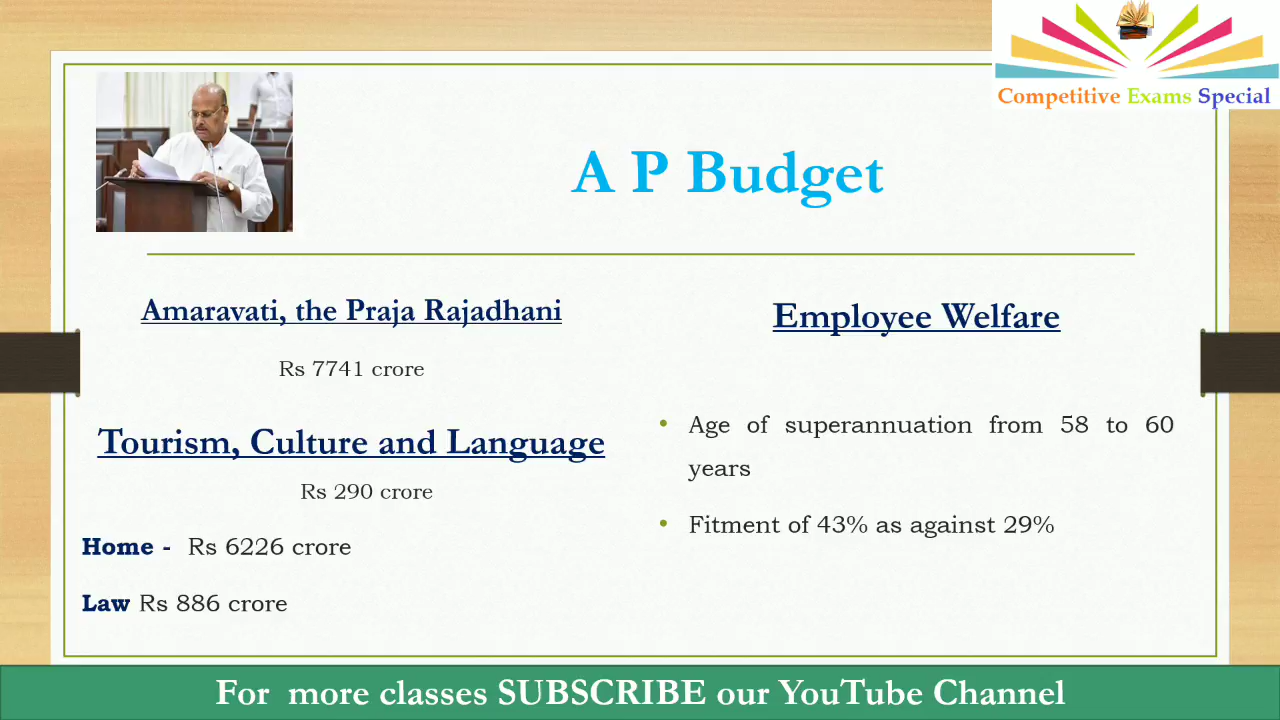 Competitive Exams Special
A P Budget
Amaravati, the Praja Rajadhani
Rs 7741 crore
Tourism, Culture and Language
Rs 290 crore
Home - Rs 6226 crore
Law Rs 886 crore
Employee Welfare
• Age of superannuation from 58 to 60
years
• Fitment of 43% as against 29%
For more classes SUBSCRIBE our YouTube Channel